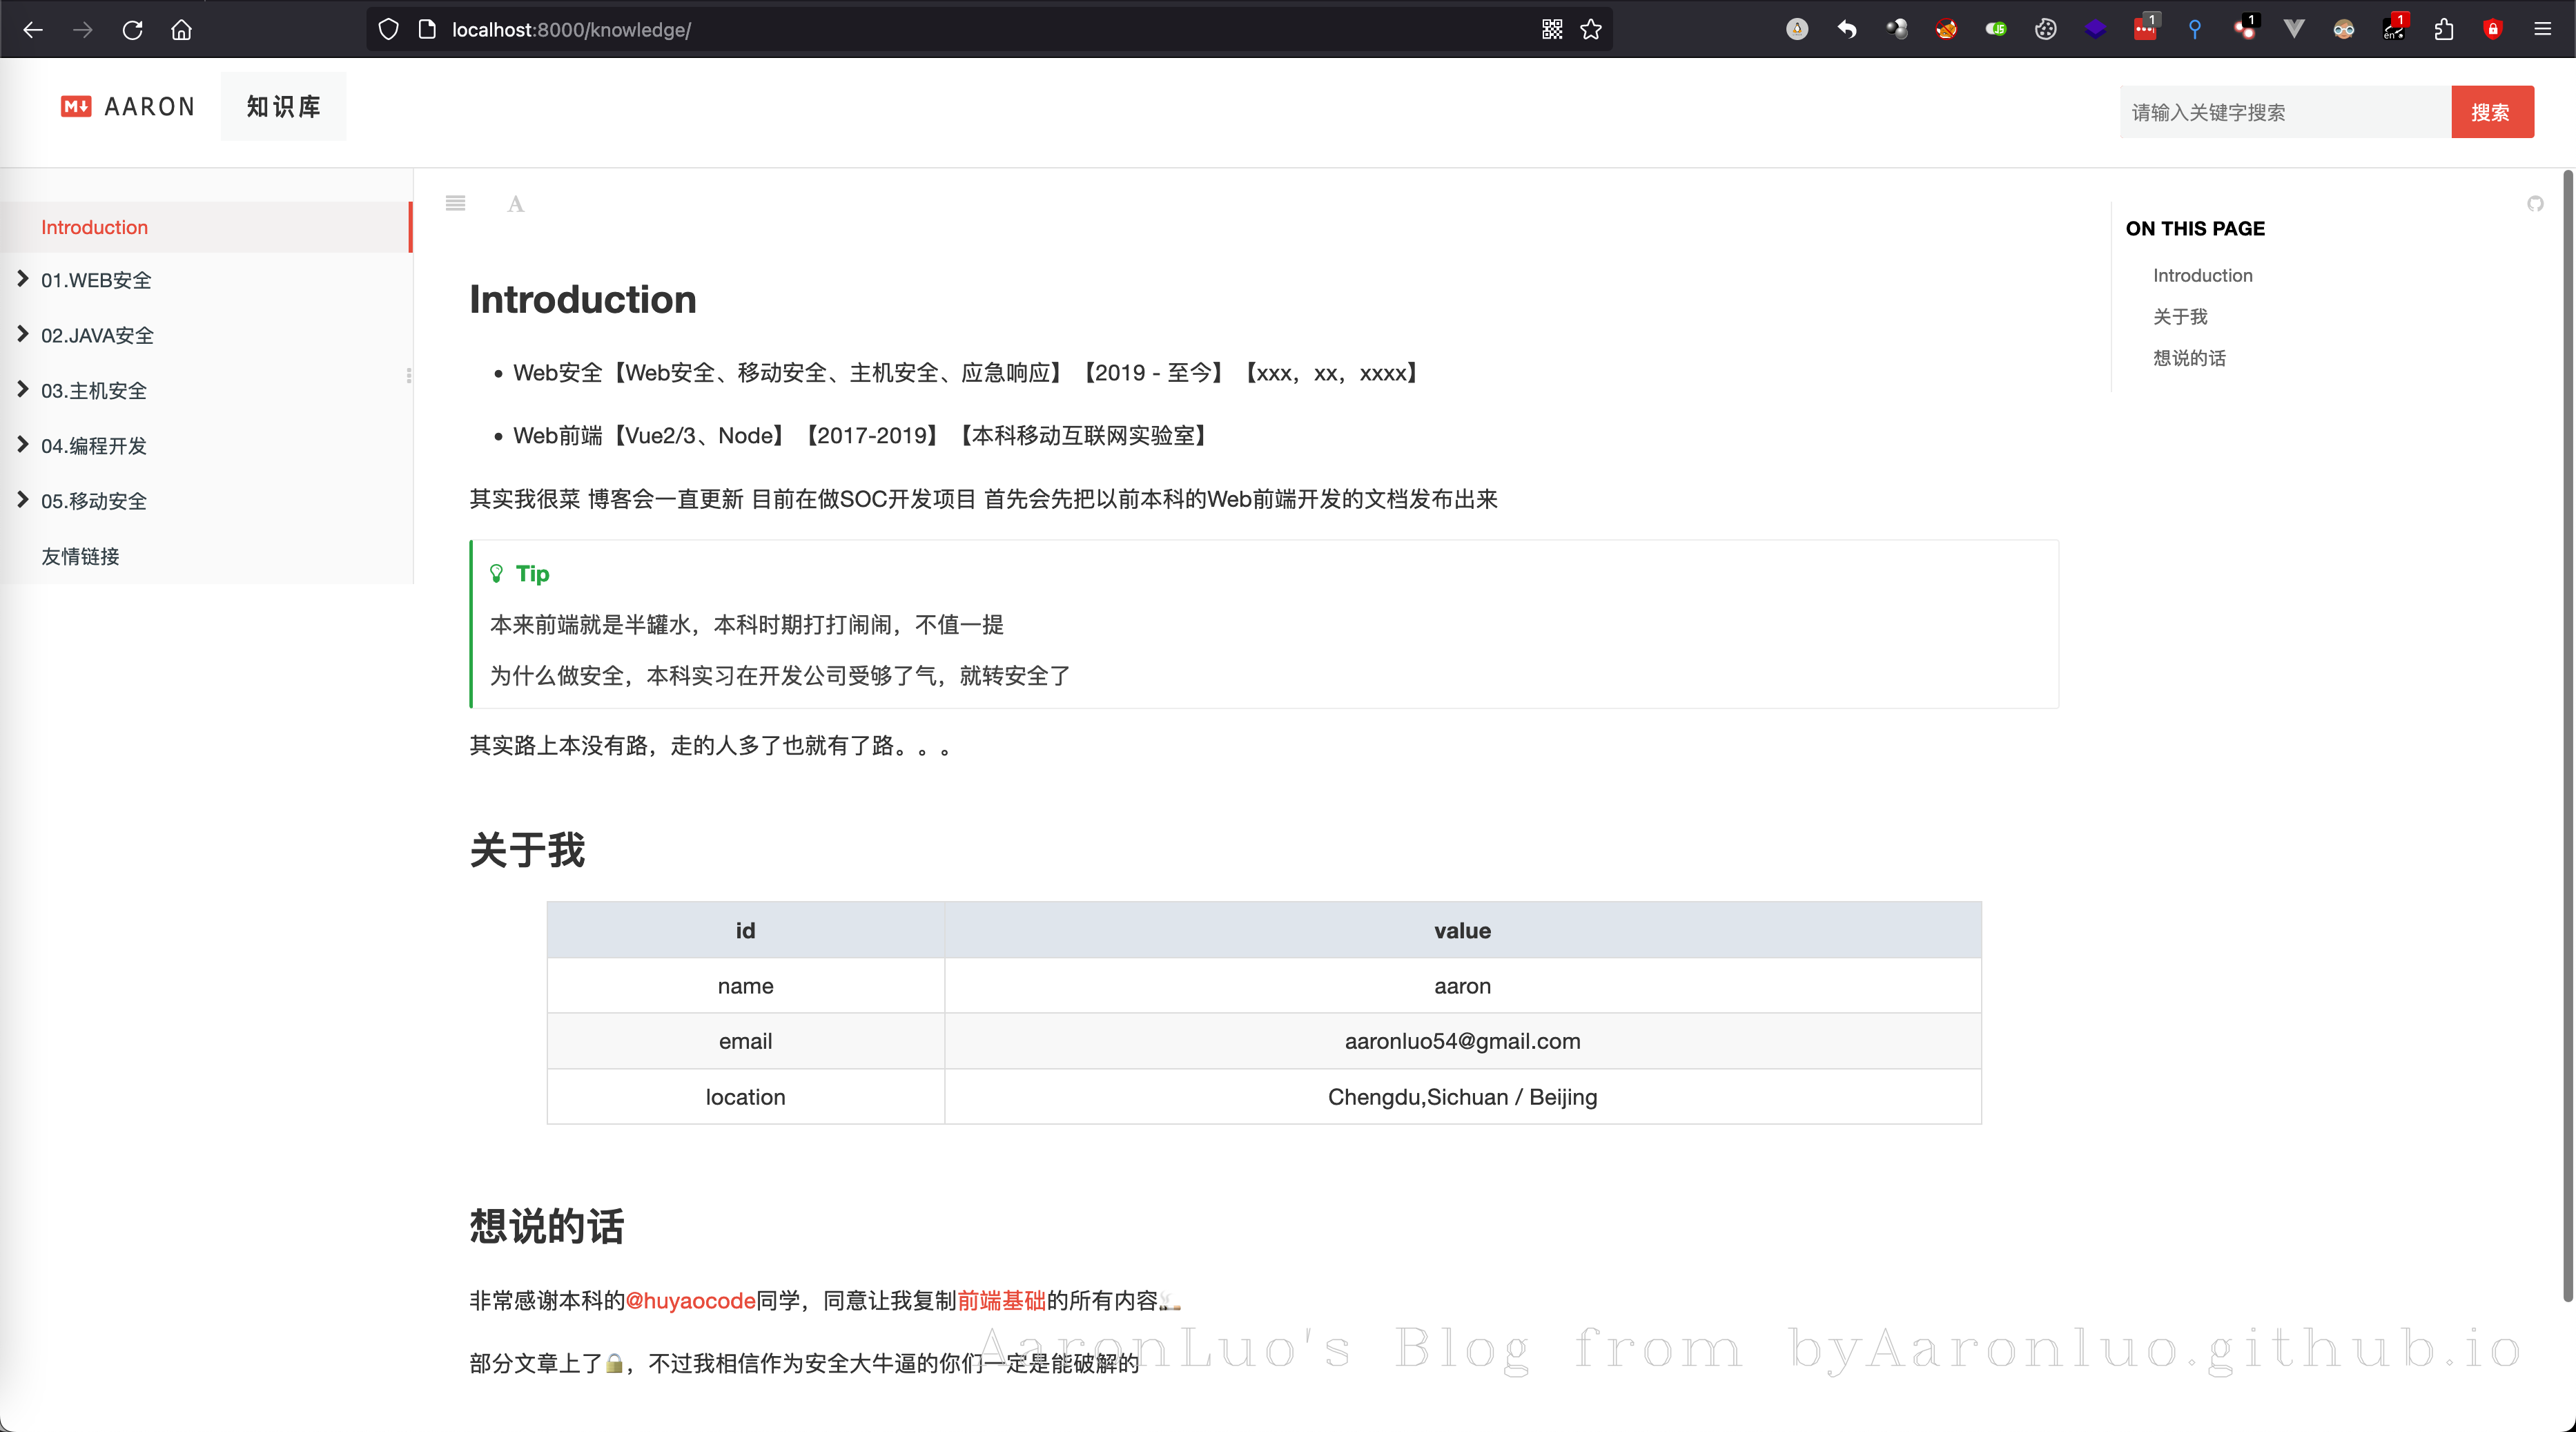 localhost:8000/knowledge/
1
1
1
en
JS
M
AARON
知识库
请输入关键字搜索
搜索
Introduction
01.WEB安全
02.JAVA安全
03.主机安全
04.编程开发
05.移动安全
友情链接
A
Introduction
Web安全【Web安全、移动安全、主机安全、应急响应】【2019 - 至今】【xxx，xx，xxxx】
Web前端【Vue2/3、Node】【2017-2019】【本科移动互联网实验室】
其实我很菜 博客会一直更新 目前在做SOC开发项目 首先会先把以前本科的Web前端开发的文档发布出来
Tip
本来前端就是半罐水，本科时期打打闹闹，不值一提
为什么做安全，本科实习在开发公司受够了气，就转安全了
其实路上本没有路，走的人多了也就有了路。。。
关于我
id value
name aaron
email aaronluo54@gmail.com
location Chengdu,Sichuan / Beijing
想说的话
非常感谢本科的@huyaocode同学，同意让我复制前端基础的所有内容🚬
部分文章上了🔒，不过我相信作为安全大牛逼的你们一定是能破解的
AaronLuo's Blog from byAaronluo.github.io
ON THIS PAGE
Introduction
关于我
想说的话